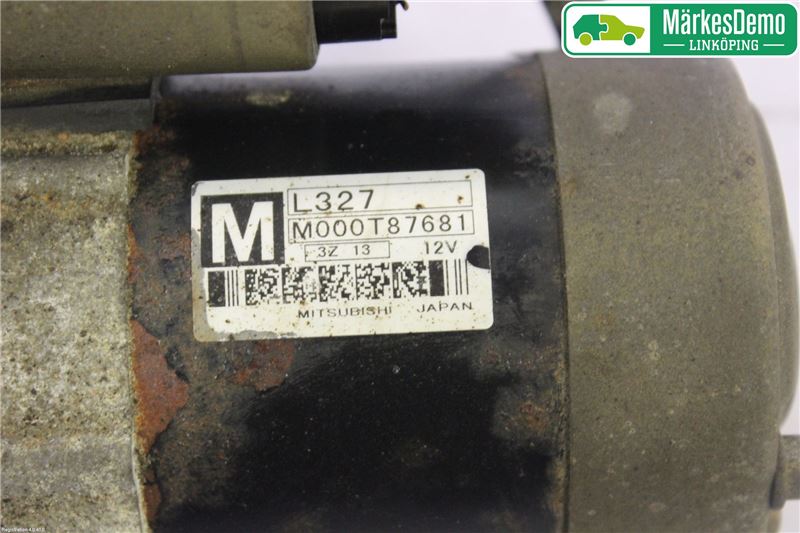 MärkesDemo
LINKÖPING
M
L327
M000T87681
3Z 13 12V
MITSUBISHI JAPAN